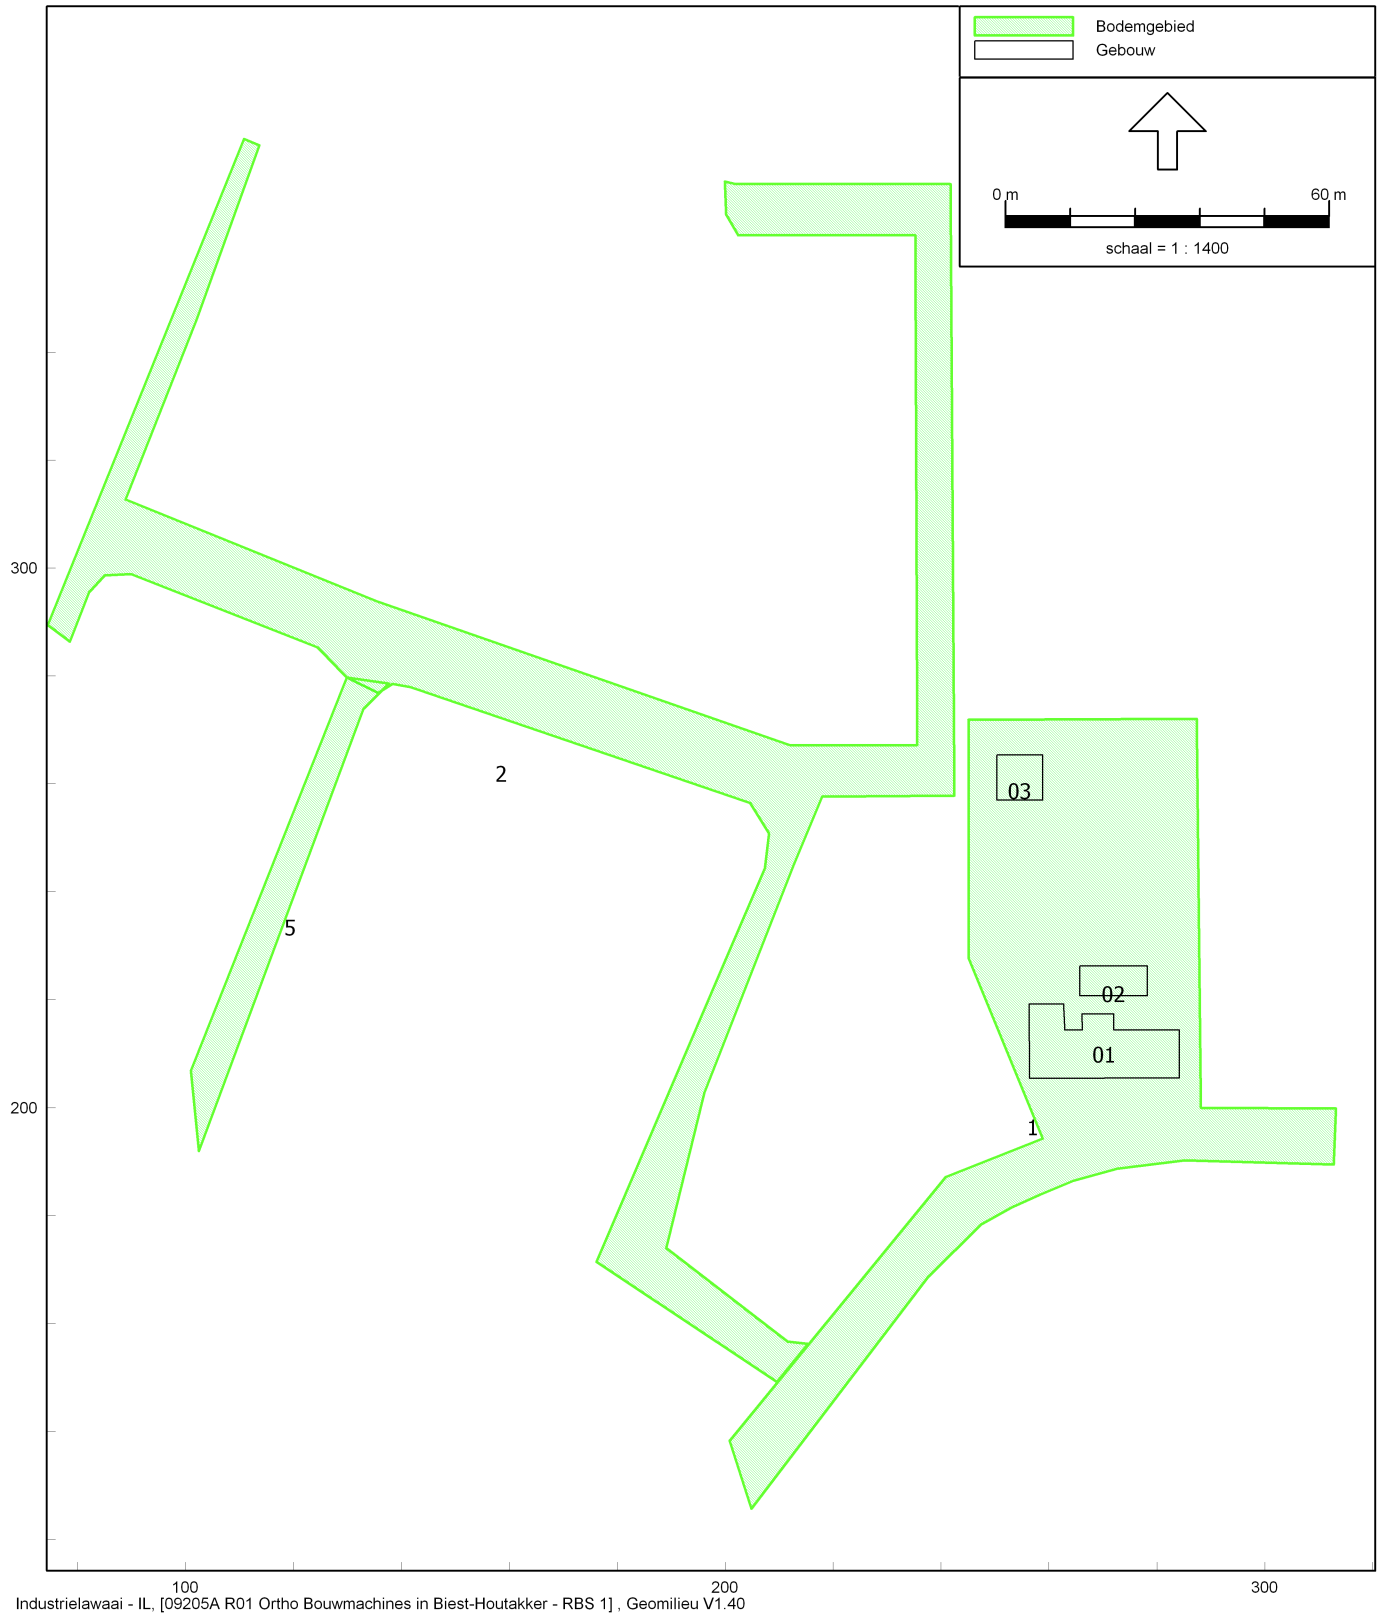 Bodemgebied
Gebouw
0 m 60 m
schaal = 1 : 1400
300
2
03
5
02
01
200
1
100 200 300
Industrielawaai - IL, [09205A R01 Ortho Bouwmachines in Biest-Houtakker - RBS 1] , Geomilieu V1.40